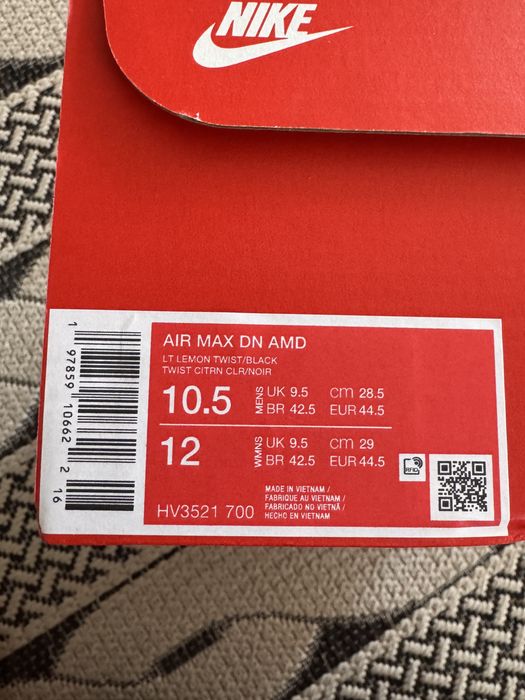 NIKE
AIR MAX DN AMD
LT LEMON TWIST/BLACK
TWIST CITRN CLR/NOIR
10.5 MENS UK 9.5 cm 28.5
BR 42.5 EUR 44.5
12 WMNS UK 9.5 cm 29
BR 42.5 EUR 44.5
RFID
MADE IN VIETNAM /
FABRIQUE AU VIETNAM /
FABRICADO NO VIETNÃ /
HECHO EN VIETNAM
HV3521 700
1 97859 10662 2 16